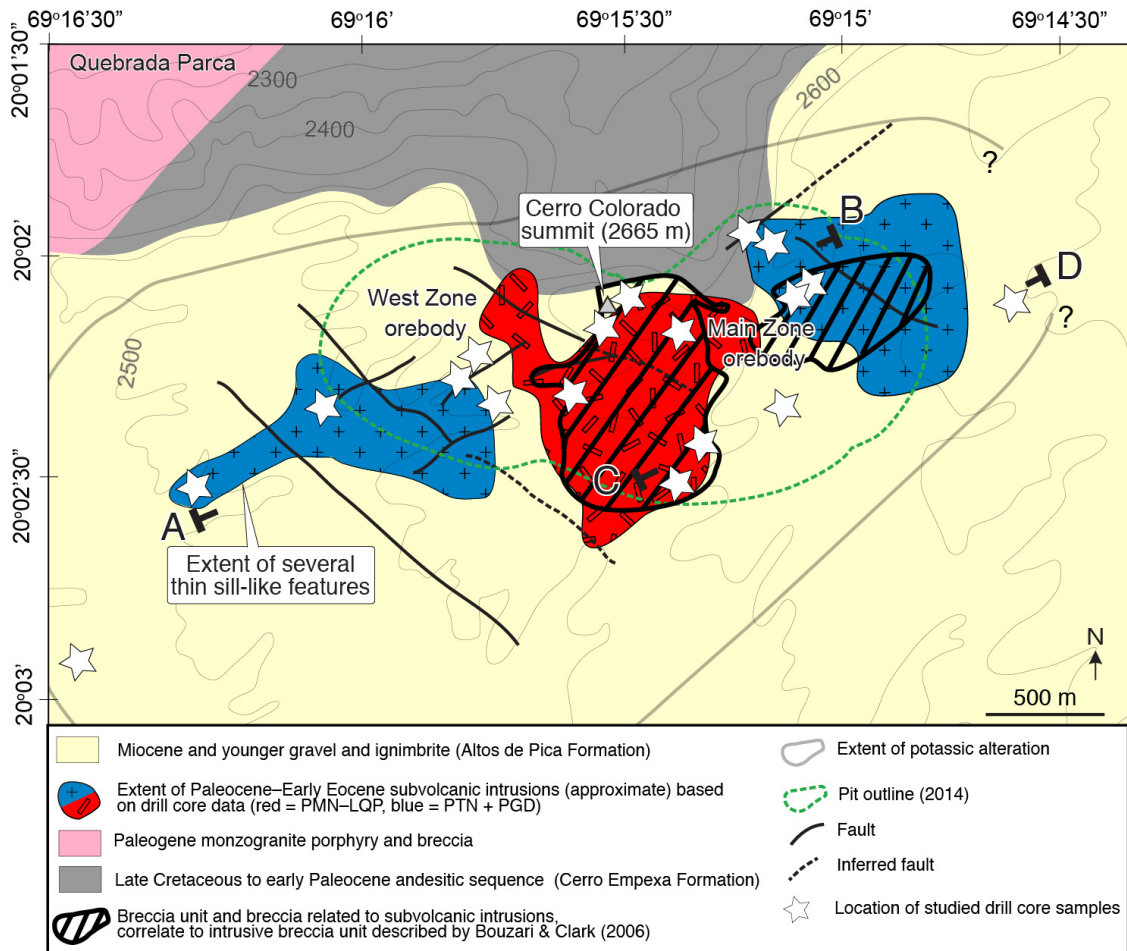 69°16'30” 69°16’ 69°15’30” 69°15’ 69°14’30”
20°01’30”
Quebrada Parca
2300
2400
2600
?
Cerro Colorado
summit (2665 m)
B
20°02’
D
West Zone
orebody
Main Zone
orebody
?
2500
C
20°02’30”
A
Extent of several
thin sill-like features
N
20°03’
500 m
Miocene and younger gravel and ignimbrite (Altos de Pica Formation)
Extent of Paleocene–Early Eocene subvolcanic intrusions (approximate) based
on drill core data (red = PMN–LQP, blue = PTN + PGD)
Paleogene monzogranite porphyry and breccia
Late Cretaceous to early Paleocene andesitic sequence (Cerro Empexa Formation)
Breccia unit and breccia related to subvolcanic intrusions,
correlate to intrusive breccia unit described by Bouzari & Clark (2006)
Extent of potassic alteration
Pit outline (2014)
Fault
Inferred fault
Location of studied drill core samples